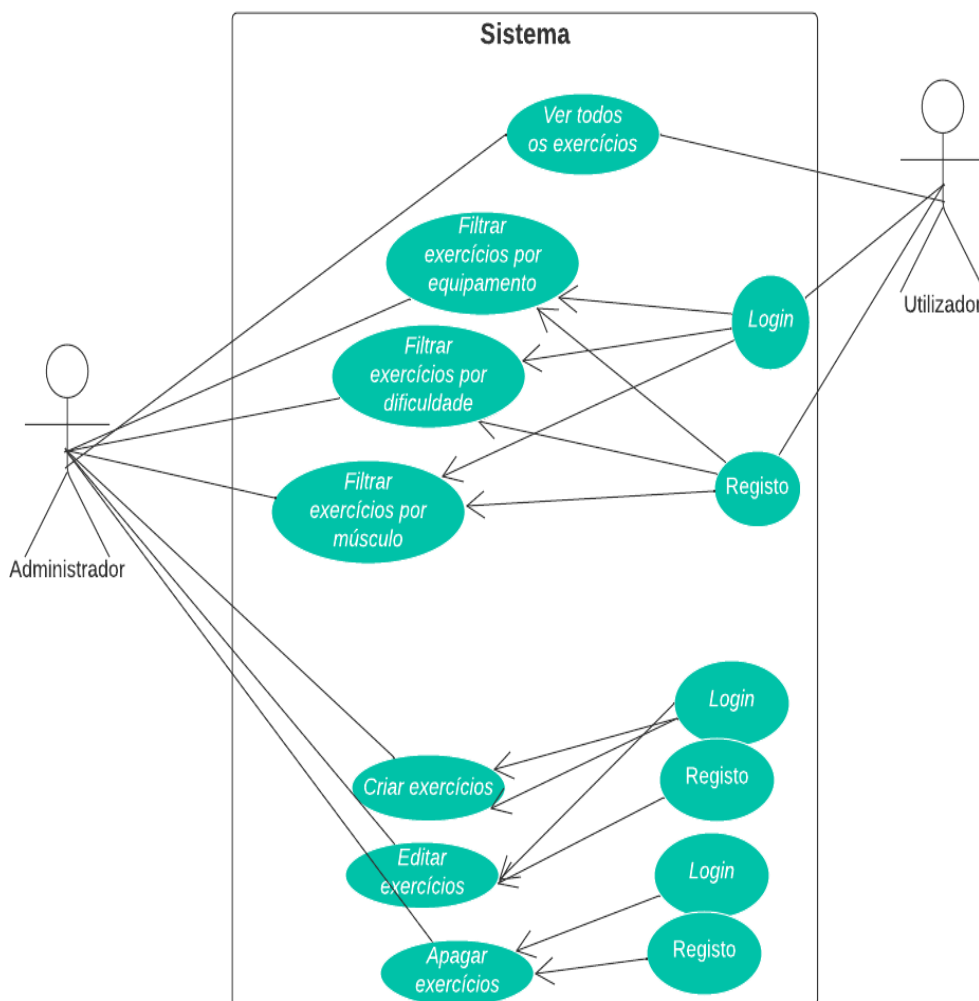 Sistema
Ver todos
os exercícios
Filtrar
exercícios por
equipamento
Login
Utilizador
Filtrar
exercícios por
dificuldade
Filtrar
exercícios por
músculo
Registo
Administrador
Login
Criar exercícios
Registo
Editar
exercícios
Login
Registo
Apagar
exercícios